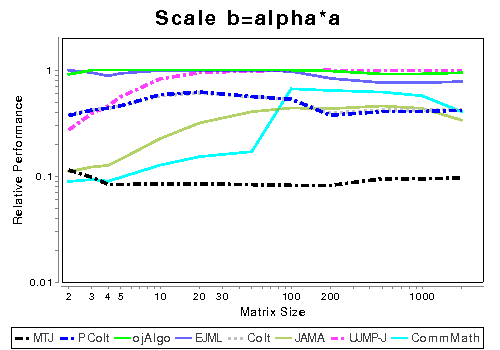 Scale b=alpha*a
Relative Performance
1
0.1
0.01
2 3 4 5 10 20 30 100 200 1000
Matrix Size
MTJ PColt ojAlgo EJML Colt JAMA UJMP-J CommMath